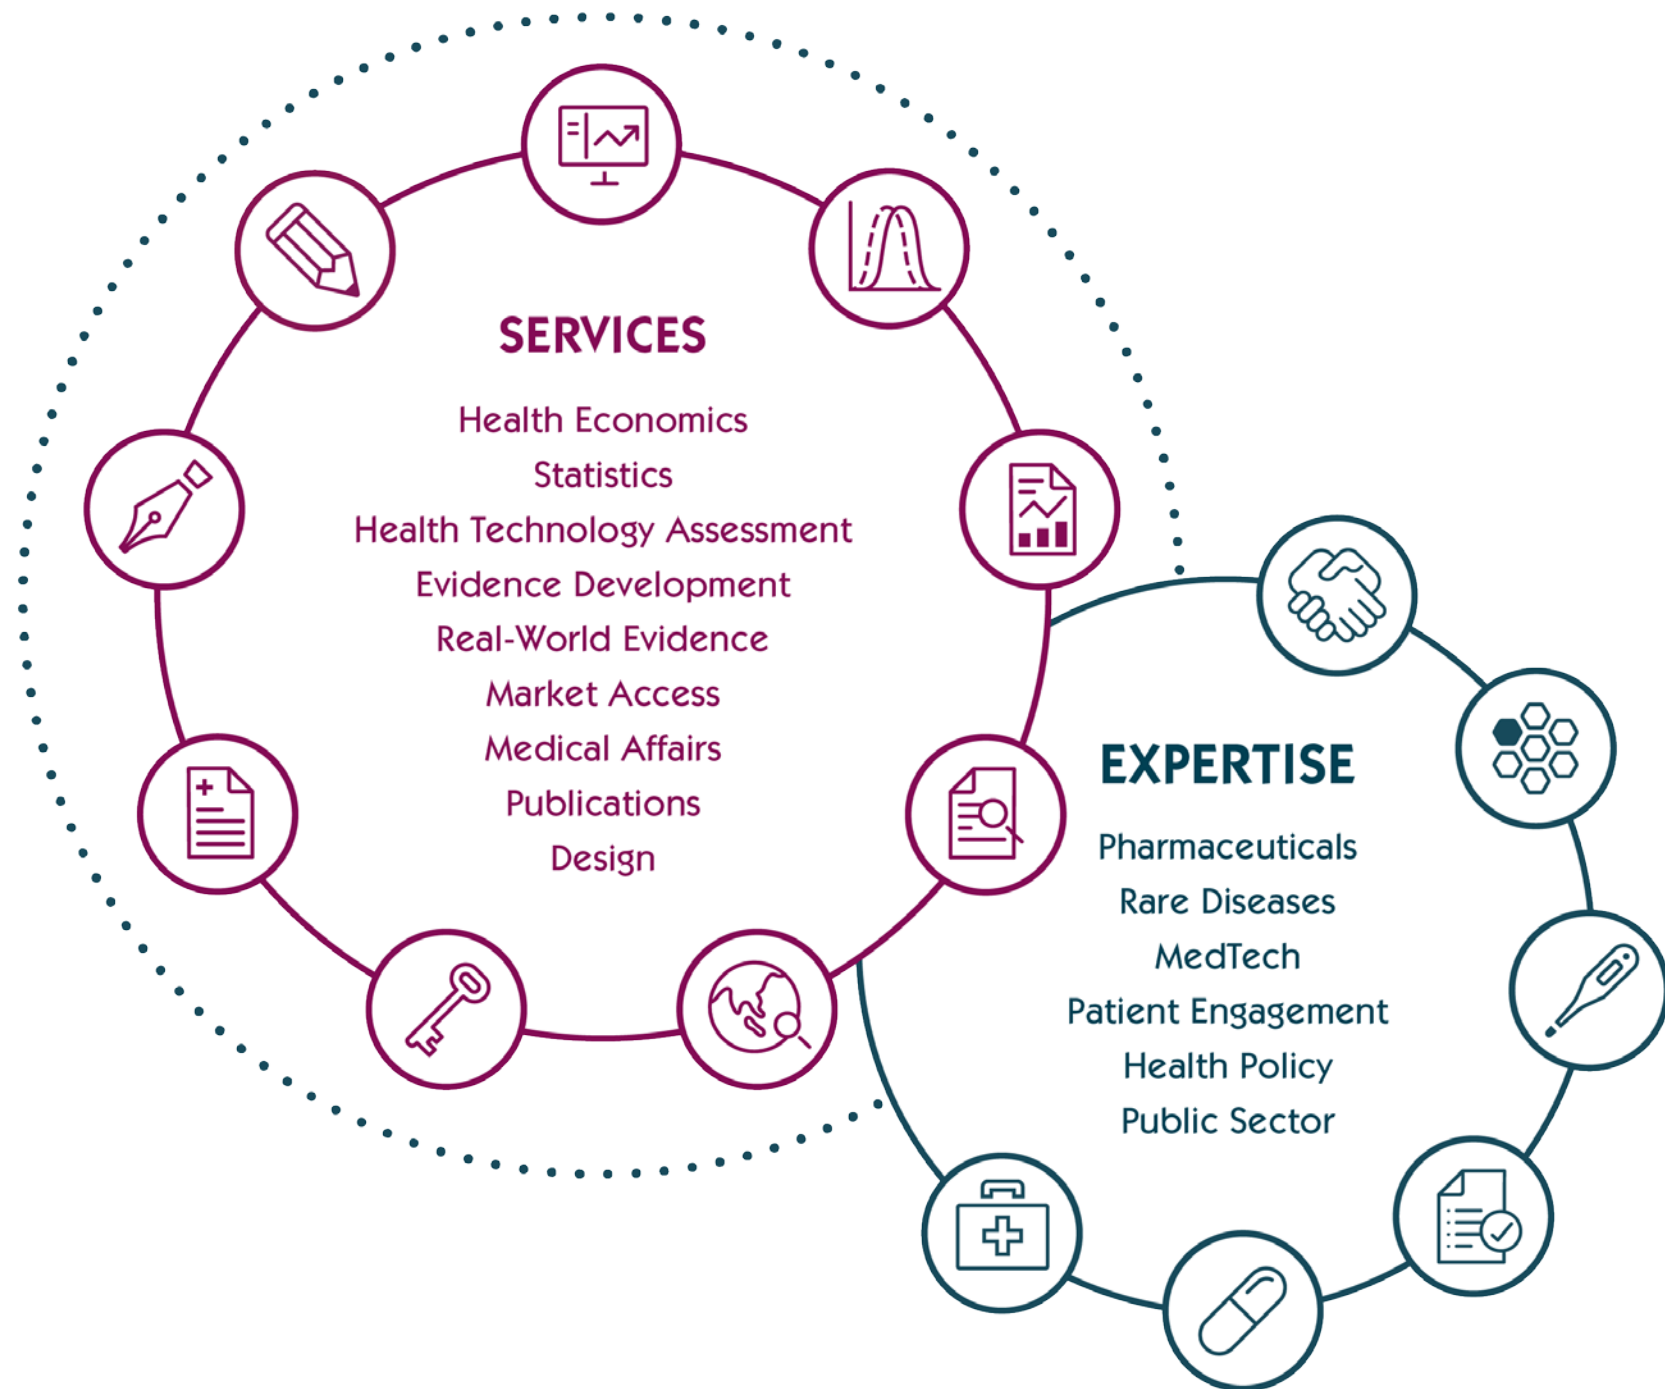 SERVICES
Health Economics
Statistics
Health Technology Assessment
Evidence Development
Real-World Evidence
Market Access
Medical Affairs
Publications
Design
EXPERTISE
Pharmaceuticals
Rare Diseases
MedTech
Patient Engagement
Health Policy
Public Sector